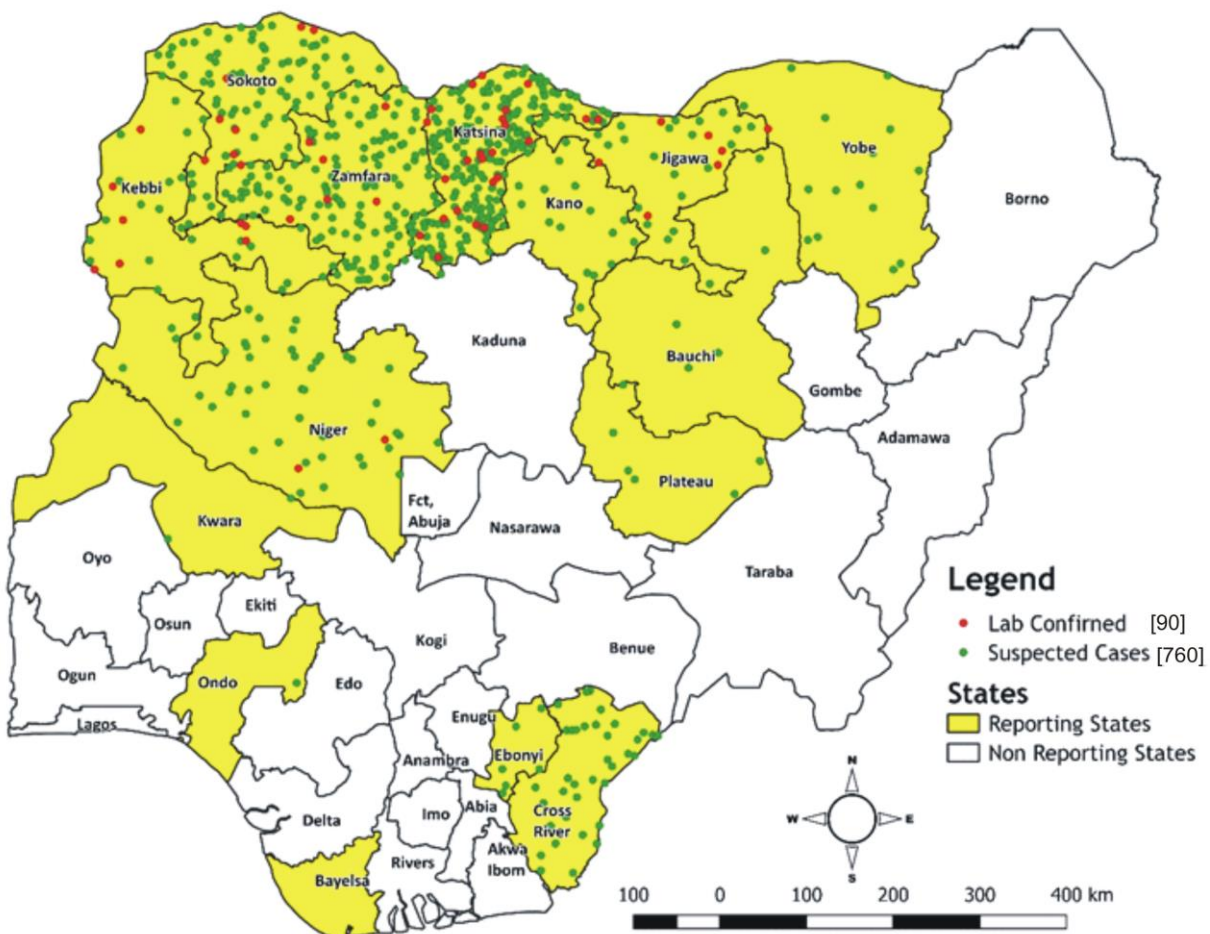 Sokoto
Katsina
Yobe
Jigawa
Zamfara
Kebbi
Kano
Borno
Kaduna
Bauchi
Gombe
Niger
Adamawa
Plateau
Fct,
Abuja
Kwara
Nasarawa
Oyo
Taraba
Ekiti
Osun
Kogi
Benue
Ogun
Ondo
Edo
Lagos
Enugu
Ebonyi
Anambra
Delta
Imo
Abia
Cross
River
Rivers
Akwa
Ibom
Bayelsa
Legend
Lab Confirmed [90]
Suspected Cases [760]
States
Reporting States
Non Reporting States
N
W E
S
100 0 100 200 300 400 km